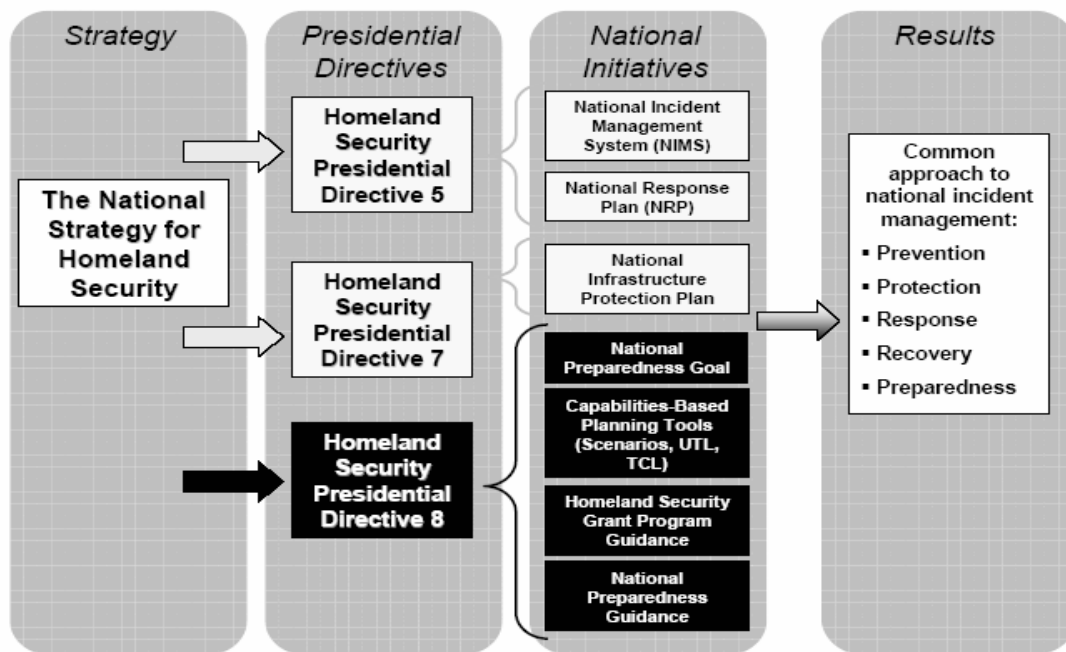 Strategy
The National
Strategy for
Homeland
Security
Presidential
Directives
Homeland
Security
Presidential
Directive 5
Homeland
Security
Presidential
Directive 7
Homeland
Security
Presidential
Directive 8
National
Initiatives
National Incident
Management
System (NIMS)
National Response
Plan (NRP)
National
Infrastructure
Protection Plan
National
Preparedness Goal
Capabilities-Based
Planning Tools
(Scenarios, UTL,
TCL)
Homeland Security
Grant Program
Guidance
National
Preparedness
Guidance
Results
Common
approach to
national incident
management:
▪ Prevention
▪ Protection
▪ Response
▪ Recovery
▪ Preparedness